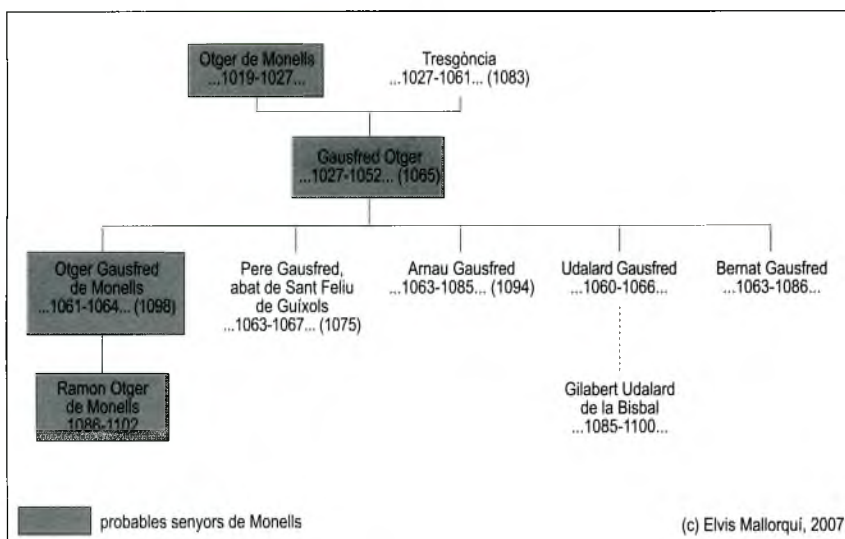 Otger de Monells
...1019-1027...
Tresgòncia
...1027-1061... (1083)
Gausfred Otger
...1027-1052... (1065)
Otger Gausfred
de Monells
...1061-1064... (1098)
Pere Gausfred,
abat de Sant Feliu
de Guíxols
...1063-1067... (1075)
Arnau Gausfred
...1063-1085... (1094)
Udalard Gausfred
...1060-1066...
Bernat Gausfred
...1063-1086...
Ramon Otger
de Monells
1086-1102
Gilabert Udalard
de la Bisbal
...1085-1100...
probables senyors de Monells
(c) Elvis Mallorquí, 2007